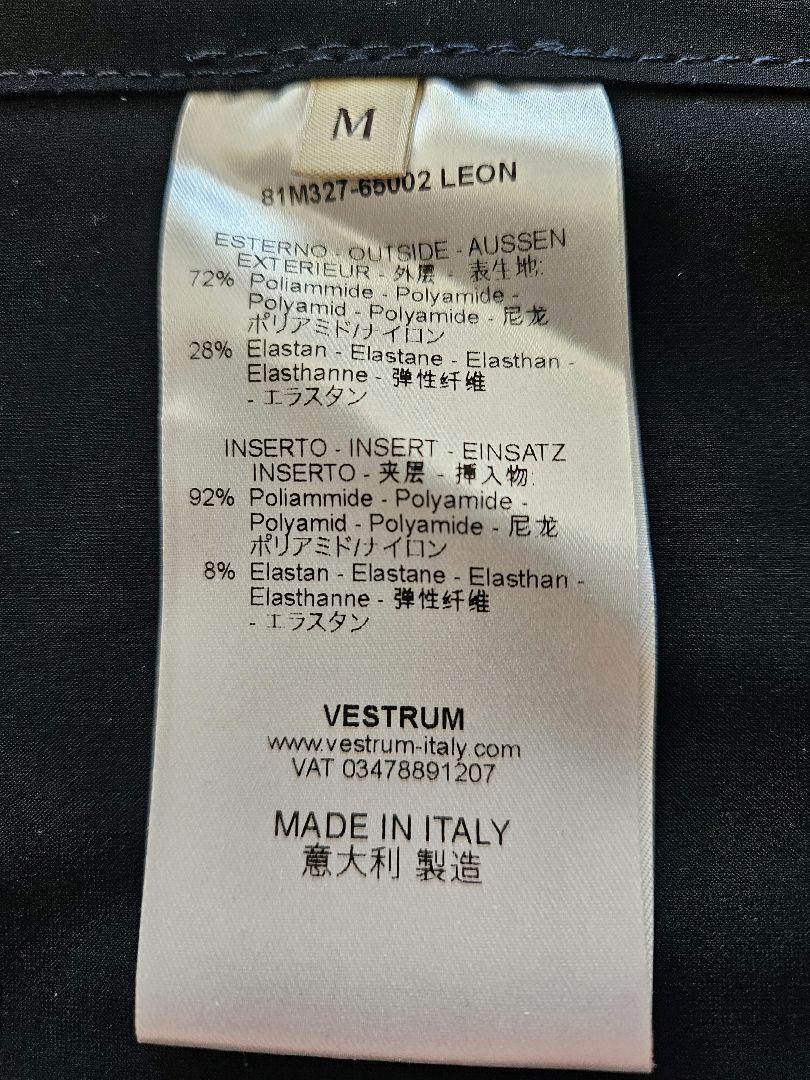 M
81M327-65002 LEON
ESTERNO - OUTSIDE - AUSSEN
EXTERIEUR - 外层 - 表生地:
72% Poliammide - Polyamide -
Polyamid - Polyamide - 尼龙
ポリアミド/ナイロン
28% Elastan - Elastane - Elasthan -
Elasthanne - 弹性纤维
- エラスタン
INSERTO - INSERT - EINSATZ
INSERTO - 夹层 - 挿入物:
92% Poliammide - Polyamide -
Polyamid - Polyamide - 尼龙
ポリアミド/ナイロン
8% Elastan - Elastane - Elasthan -
Elasthanne - 弹性纤维
- エラスタン
VESTRUM
www.vestrum-italy.com
VAT 03478891207
MADE IN ITALY
意大利 製造